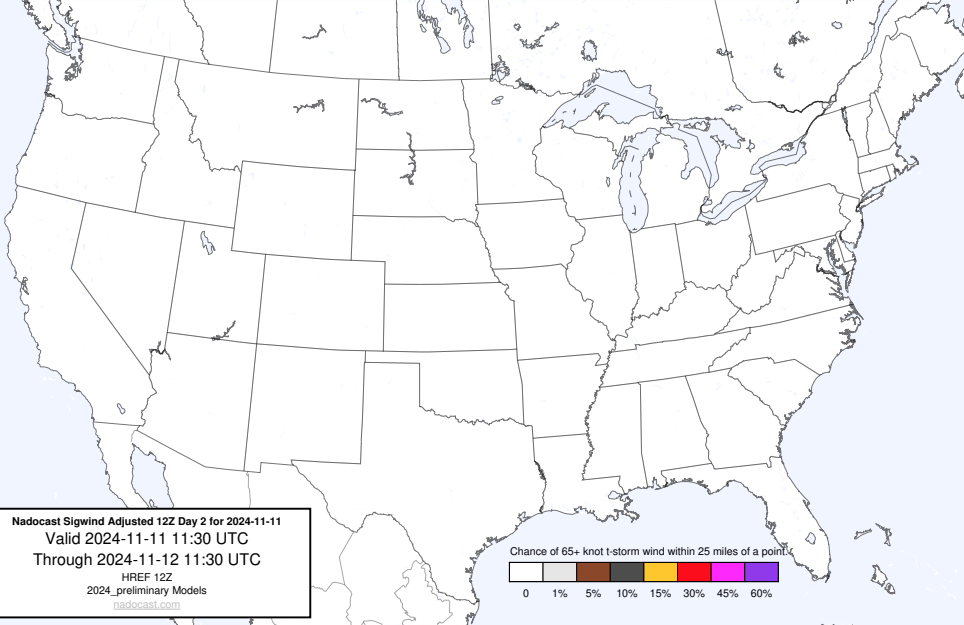 Nadocast Sigwind Adjusted 12Z Day 2 for 2024-11-11
Valid 2024-11-11 11:30 UTC
Through 2024-11-12 11:30 UTC
HREF 12Z
2024_preliminary Models
nadocast.com
Chance of 65+ knot t-storm wind within 25 miles of a point.
0 1% 5% 10% 15% 30% 45% 60%